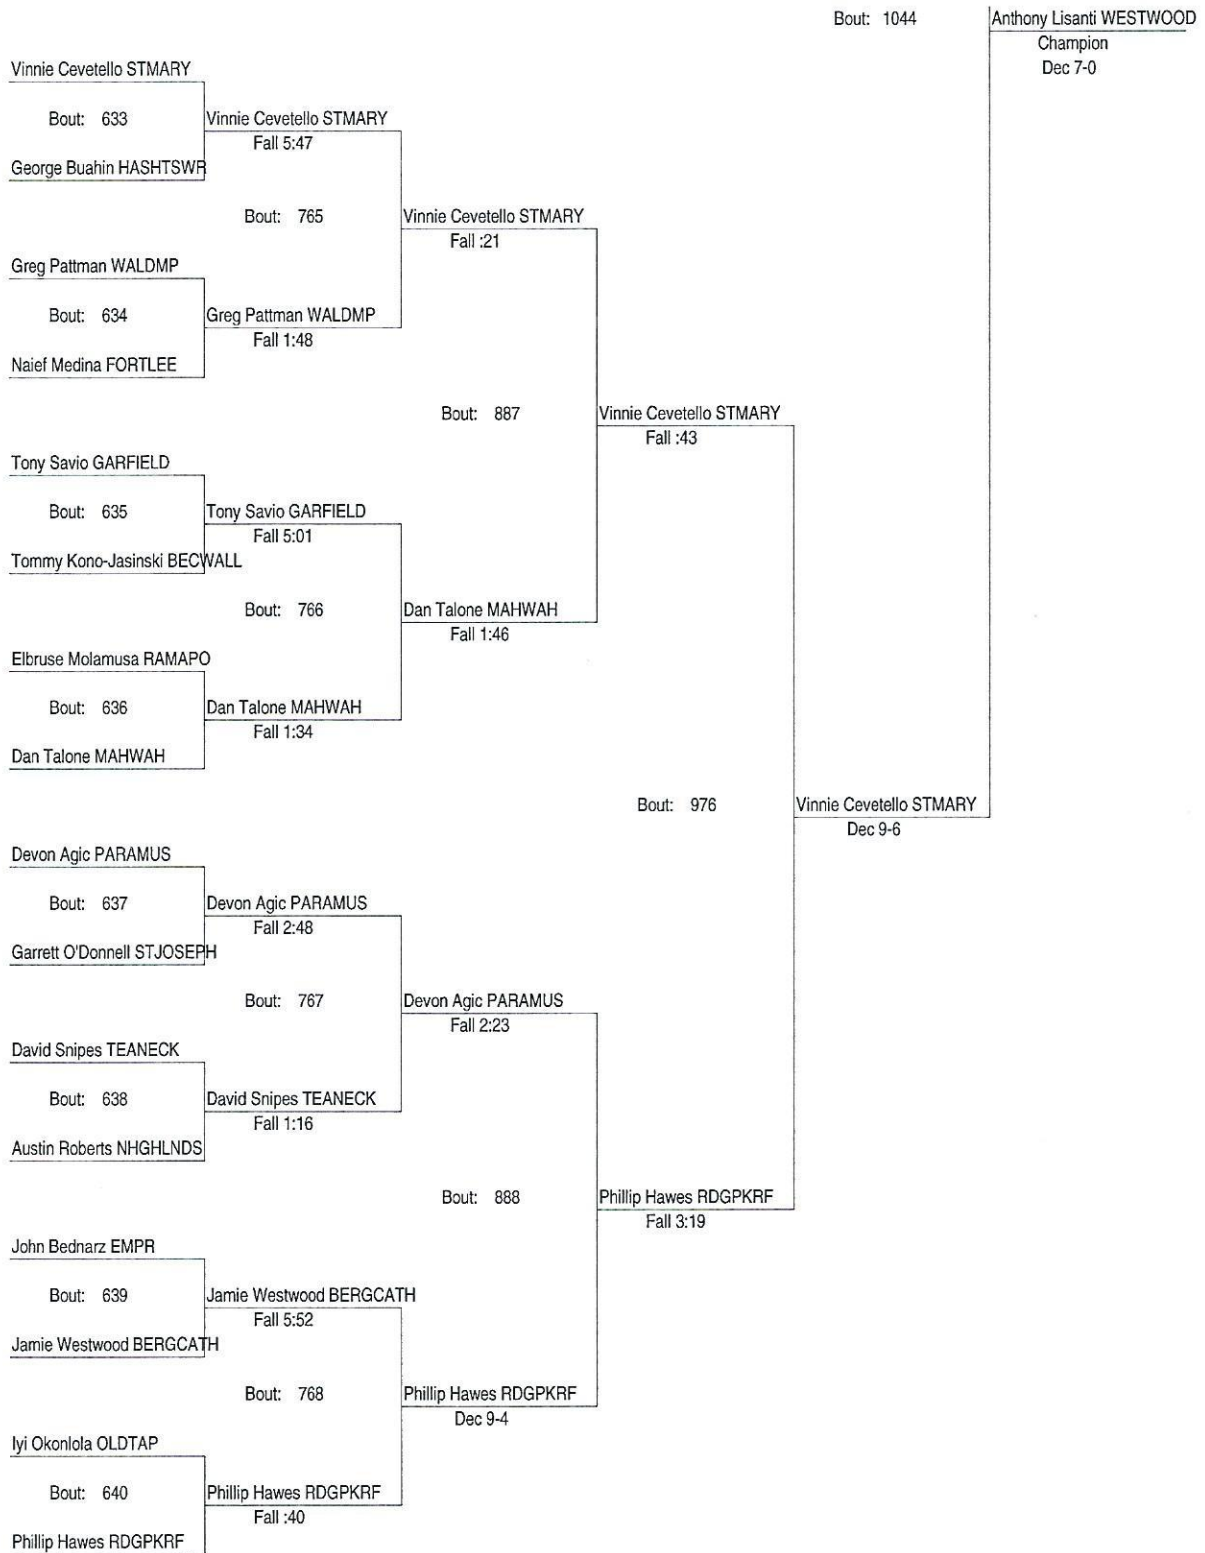 Bout: 1044
Anthony Lisanti WESTWOOD
Champion
Dec 7-0
Vinnie Cevetello STMARY
Bout: 633
Vinnie Cevetello STMARY
Fall 5:47
George Buahin HASHTSWR
Bout: 765
Vinnie Cevetello STMARY
Fall :21
Greg Pattman WALDMP
Bout: 634
Greg Pattman WALDMP
Fall 1:48
Naief Medina FORTLEE
Bout: 887
Vinnie Cevetello STMARY
Fall :43
Tony Savio GARFIELD
Bout: 635
Tony Savio GARFIELD
Fall 5:01
Tommy Kono-Jasinski BECWALL
Bout: 766
Dan Talone MAHWAH
Fall 1:46
Elbruse Molamusa RAMAPO
Bout: 636
Dan Talone MAHWAH
Fall 1:34
Dan Talone MAHWAH
Bout: 976
Vinnie Cevetello STMARY
Dec 9-6
Devon Agic PARAMUS
Bout: 637
Devon Agic PARAMUS
Fall 2:48
Garrett O'Donnell STJOSEPH
Bout: 767
Devon Agic PARAMUS
Fall 2:23
David Snipes TEANECK
Bout: 638
David Snipes TEANECK
Fall 1:16
Austin Roberts NHGHLNDS
Bout: 888
Phillip Hawes RDGPKRF
Fall 3:19
John Bednarz EMPR
Bout: 639
Jamie Westwood BERGCATH
Fall 5:52
Jamie Westwood BERGCATH
Bout: 768
Phillip Hawes RDGPKRF
Dec 9-4
Iyi Okonlola OLDTAP
Bout: 640
Phillip Hawes RDGPKRF
Fall :40
Phillip Hawes RDGPKRF